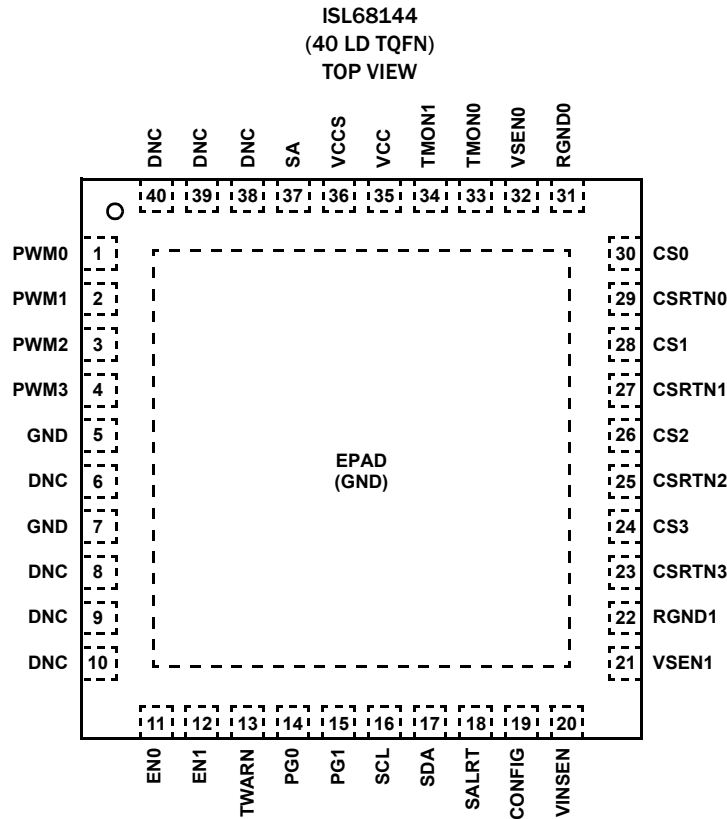 ISL68144
(40 LD TQFN)
TOP VIEW
DNC
DNC
DNC
SA
VCCS
VCC
TMON1
TMON0
VSEN0
RGND0
40
39
38
37
36
35
34
33
32
31
PWM0 1
PWM1 2
PWM2 3
PWM3 4
GND 5
DNC 6
GND 7
DNC 8
DNC 9
DNC 10
EPAD
(GND)
30 CS0
29 CSRTN0
28 CS1
27 CSRTN1
26 CS2
25 CSRTN2
24 CS3
23 CSRTN3
22 RGND1
21 VSEN1
11
12
13
14
15
16
17
18
19
20
EN0
EN1
TWARN
PG0
PG1
SCL
SDA
SALRT
CONFIG
VINSEN